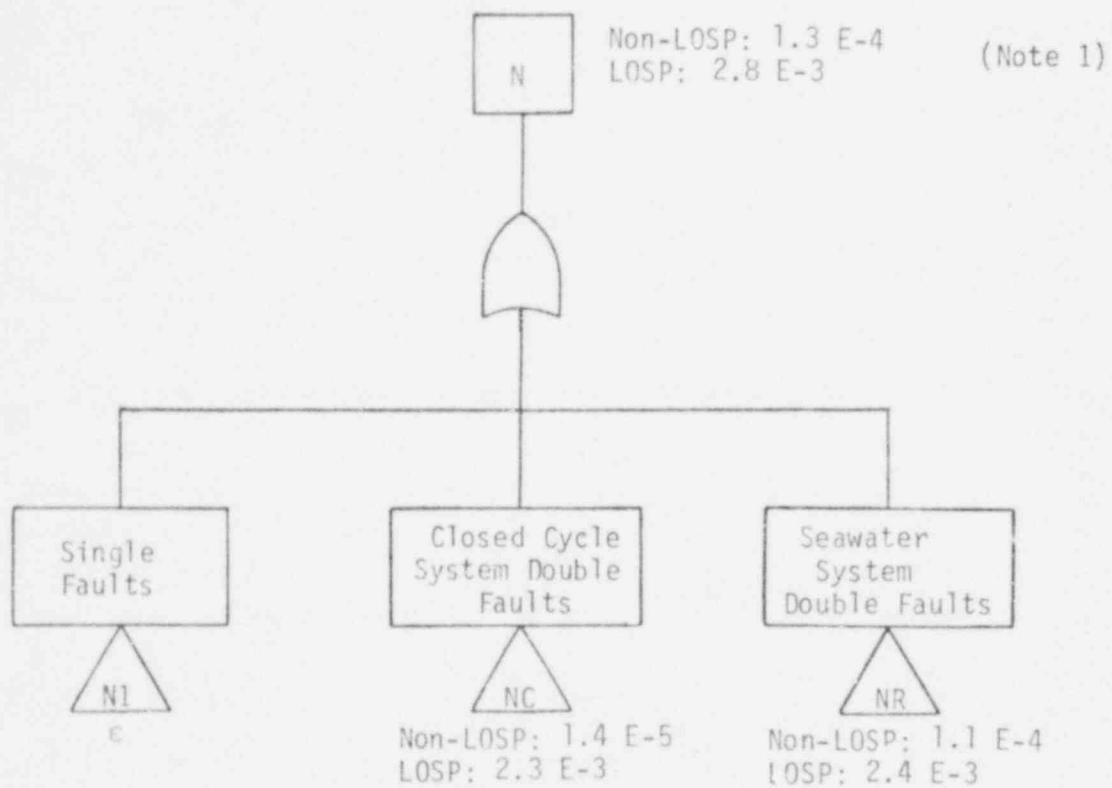 N
Non-LOSP: 1.3 E-4
LOSP: 2.8 E-3
(Note 1)
Single
Faults
N1
ε
Closed Cycle
System Double
Faults
NC
Non-LOSP: 1.4 E-5
LOSP: 2.3 E-3
Seawater
System
Double Faults
NR
Non-LOSP: 1.1 E-4
LOSP: 2.4 E-3